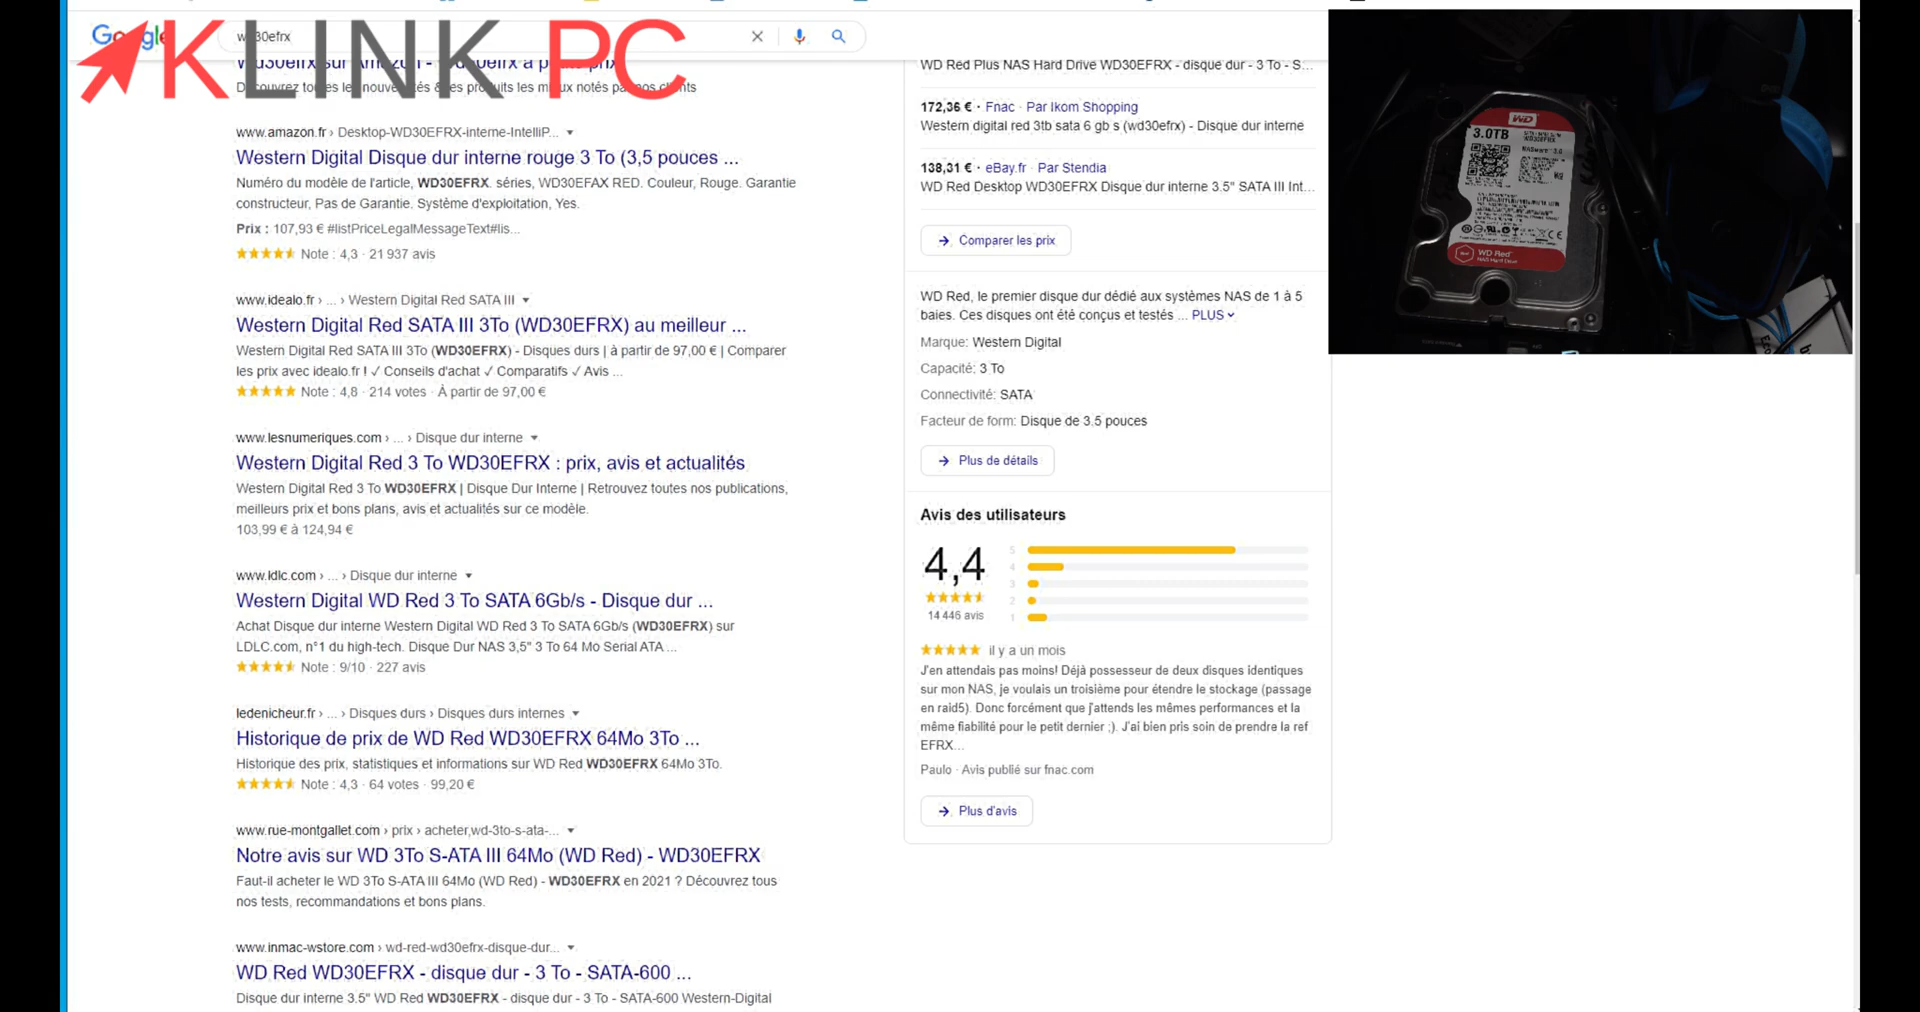 Google
KLINK PC
wd30efrx
Wd30efrx sur Amazon - Wd30efrx à petit prix
Découvrez toutes les nouveautés & les produits les mieux notés par nos clients
www.amazon.fr › Desktop-WD30EFRX-interne-IntelliP...
Western Digital Disque dur interne rouge 3 To (3,5 pouces ...
Numéro du modèle de l'article, WD30EFRX. séries, WD30EFAX RED. Couleur, Rouge. Garantie
constructeur, Pas de Garantie. Système d'exploitation, Yes.
Prix : 107,93 € #listPriceLegalMessageText#lis...
Note : 4,3 · 21 937 avis
www.idealo.fr › ... › Western Digital Red SATA III
Western Digital Red SATA III 3To (WD30EFRX) au meilleur ...
Western Digital Red SATA III 3To (WD30EFRX) - Disques durs | à partir de 97,00 € | Comparer
les prix avec idealo.fr ! ✓ Conseils d'achat ✓ Comparatifs ✓ Avis ...
Note : 4,8 · 214 votes · À partir de 97,00 €
www.lesnumeriques.com › ... › Disque dur interne
Western Digital Red 3 To WD30EFRX : prix, avis et actualités
Western Digital Red 3 To WD30EFRX | Disque Dur Interne | Retrouvez toutes nos publications,
meilleurs prix et bons plans, avis et actualités sur ce modèle.
103,99 € à 124,94 €
www.ldlc.com › ... › Disque dur interne
Western Digital WD Red 3 To SATA 6Gb/s - Disque dur ...
Achat Disque dur interne Western Digital WD Red 3 To SATA 6Gb/s (WD30EFRX) sur
LDLC.com, n°1 du high-tech. Disque Dur NAS 3,5" 3 To 64 Mo Serial ATA ...
Note : 9/10 · 227 avis
ledenicheur.fr › ... › Disques durs › Disques durs internes
Historique de prix de WD Red WD30EFRX 64Mo 3To ...
Historique des prix, statistiques et informations sur WD Red WD30EFRX 64Mo 3To.
Note : 4,3 · 64 votes · 99,20 €
www.rue-montgallet.com › prix › acheter,wd-3to-s-ata-...
Notre avis sur WD 3To S-ATA III 64Mo (WD Red) - WD30EFRX
Faut-il acheter le WD 3To S-ATA III 64Mo (WD Red) - WD30EFRX en 2021 ? Découvrez tous
nos tests, recommandations et bons plans.
www.inmac-wstore.com › wd-red-wd30efrx-disque-dur...
WD Red WD30EFRX - disque dur - 3 To - SATA-600 ...
Disque dur interne 3.5" WD Red WD30EFRX - disque dur - 3 To - SATA-600 Western-Digital
WD Red Plus NAS Hard Drive WD30EFRX - disque dur - 3 To - S...
172,36 € · Fnac · Par Ikom Shopping
Western digital red 3tb sata 6 gb s (wd30efrx) - Disque dur interne
138,31 € · eBay.fr · Par Stendia
WD Red Desktop WD30EFRX Disque dur interne 3.5" SATA III Int...
Comparer les prix
WD Red, le premier disque dur dédié aux systèmes NAS de 1 à 5
baies. Ces disques ont été conçus et testés ... PLUS
Marque: Western Digital
Capacité: 3 To
Connectivité: SATA
Facteur de form: Disque de 3.5 pouces
Plus de détails
Avis des utilisateurs
4,4
14 446 avis
5
4
3
2
1
il y a un mois
J'en attendais pas moins! Déjà possesseur de deux disques identiques
sur mon NAS, je voulais un troisième pour étendre le stockage (passage
en raid5). Donc forcément que j'attends les mêmes performances et la
même fiabilité pour le petit dernier ;). J'ai bien pris soin de prendre la ref
EFRX...
Paulo · Avis publié sur fnac.com
Plus d'avis
WD
3.0TB
WD30EFRX
NASware 3.0
WD Red
NAS Hard Drive